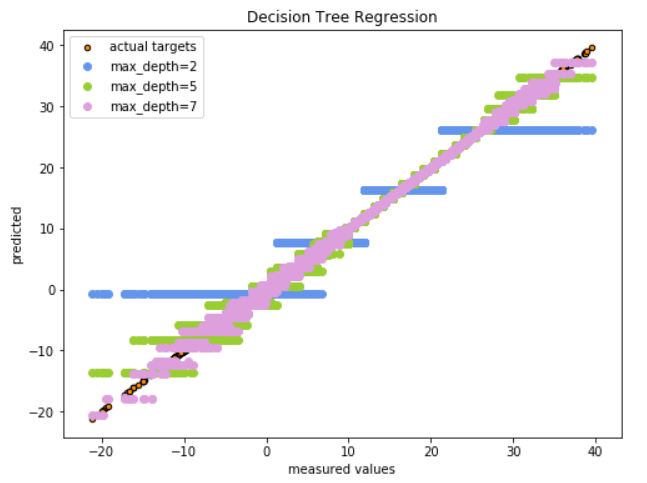 Decision Tree Regression
actual targets
max_depth=2
max_depth=5
max_depth=7
40
30
20
10
0
−10
−20
predicted
−20 −10 0 10 20 30 40
measured values